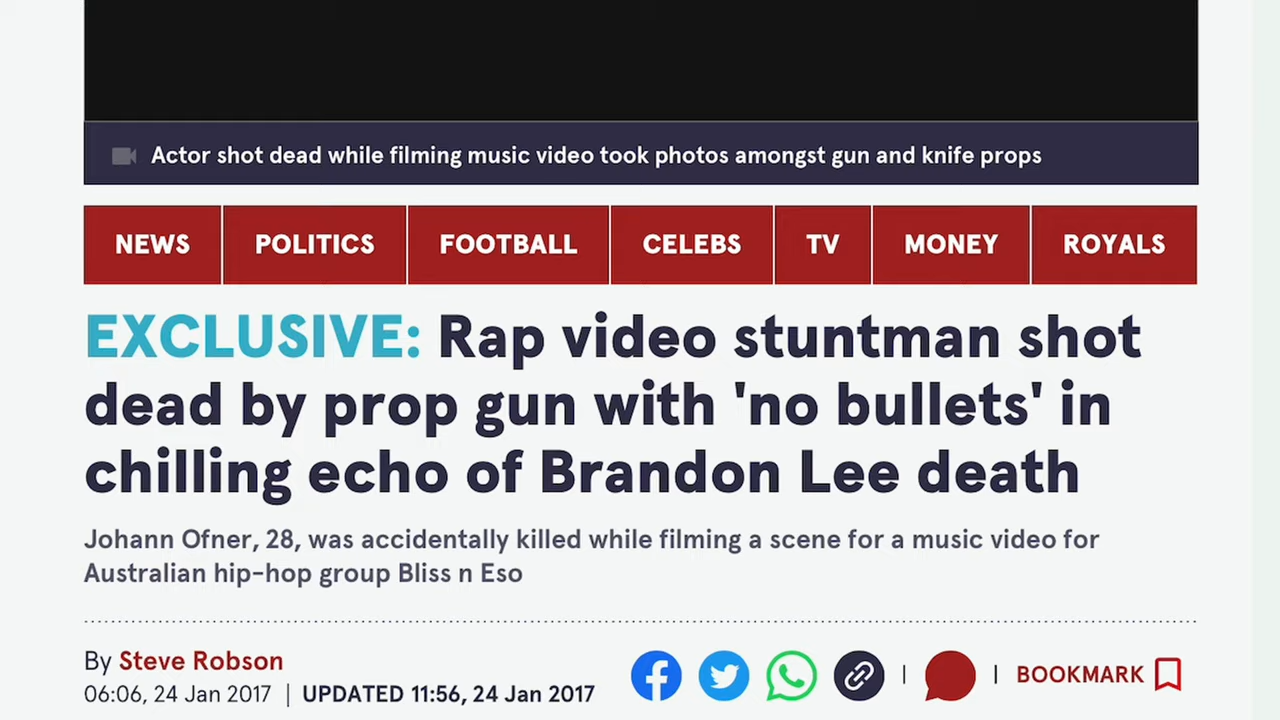 Actor shot dead while filming music video took photos amongst gun and knife props
NEWS POLITICS FOOTBALL CELEBS TV MONEY ROYALS
EXCLUSIVE: Rap video stuntman shot
dead by prop gun with 'no bullets' in
chilling echo of Brandon Lee death
Johann Ofner, 28, was accidentally killed while filming a scene for a music video for
Australian hip-hop group Bliss n Eso
By Steve Robson
06:06, 24 Jan 2017 | UPDATED 11:56, 24 Jan 2017
BOOKMARK